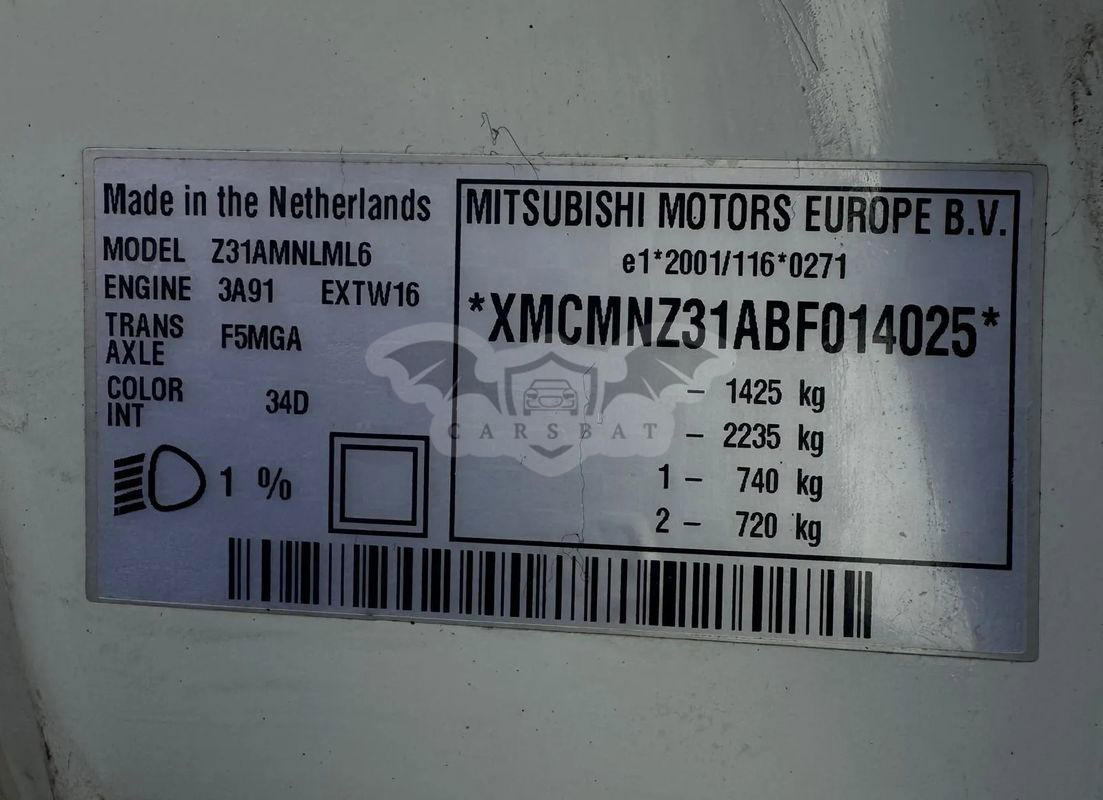 Made in the Netherlands
MODEL Z31AMNLML6
ENGINE 3A91 EXTW16
TRANS AXLE F5MGA
COLOR INT 34D
1 %
MITSUBISHI MOTORS EUROPE B.V.
e1*2001/116*0271
*XMCMNZ31ABF014025*
– 1425 kg
– 2235 kg
1 – 740 kg
2 – 720 kg
CARSBAT